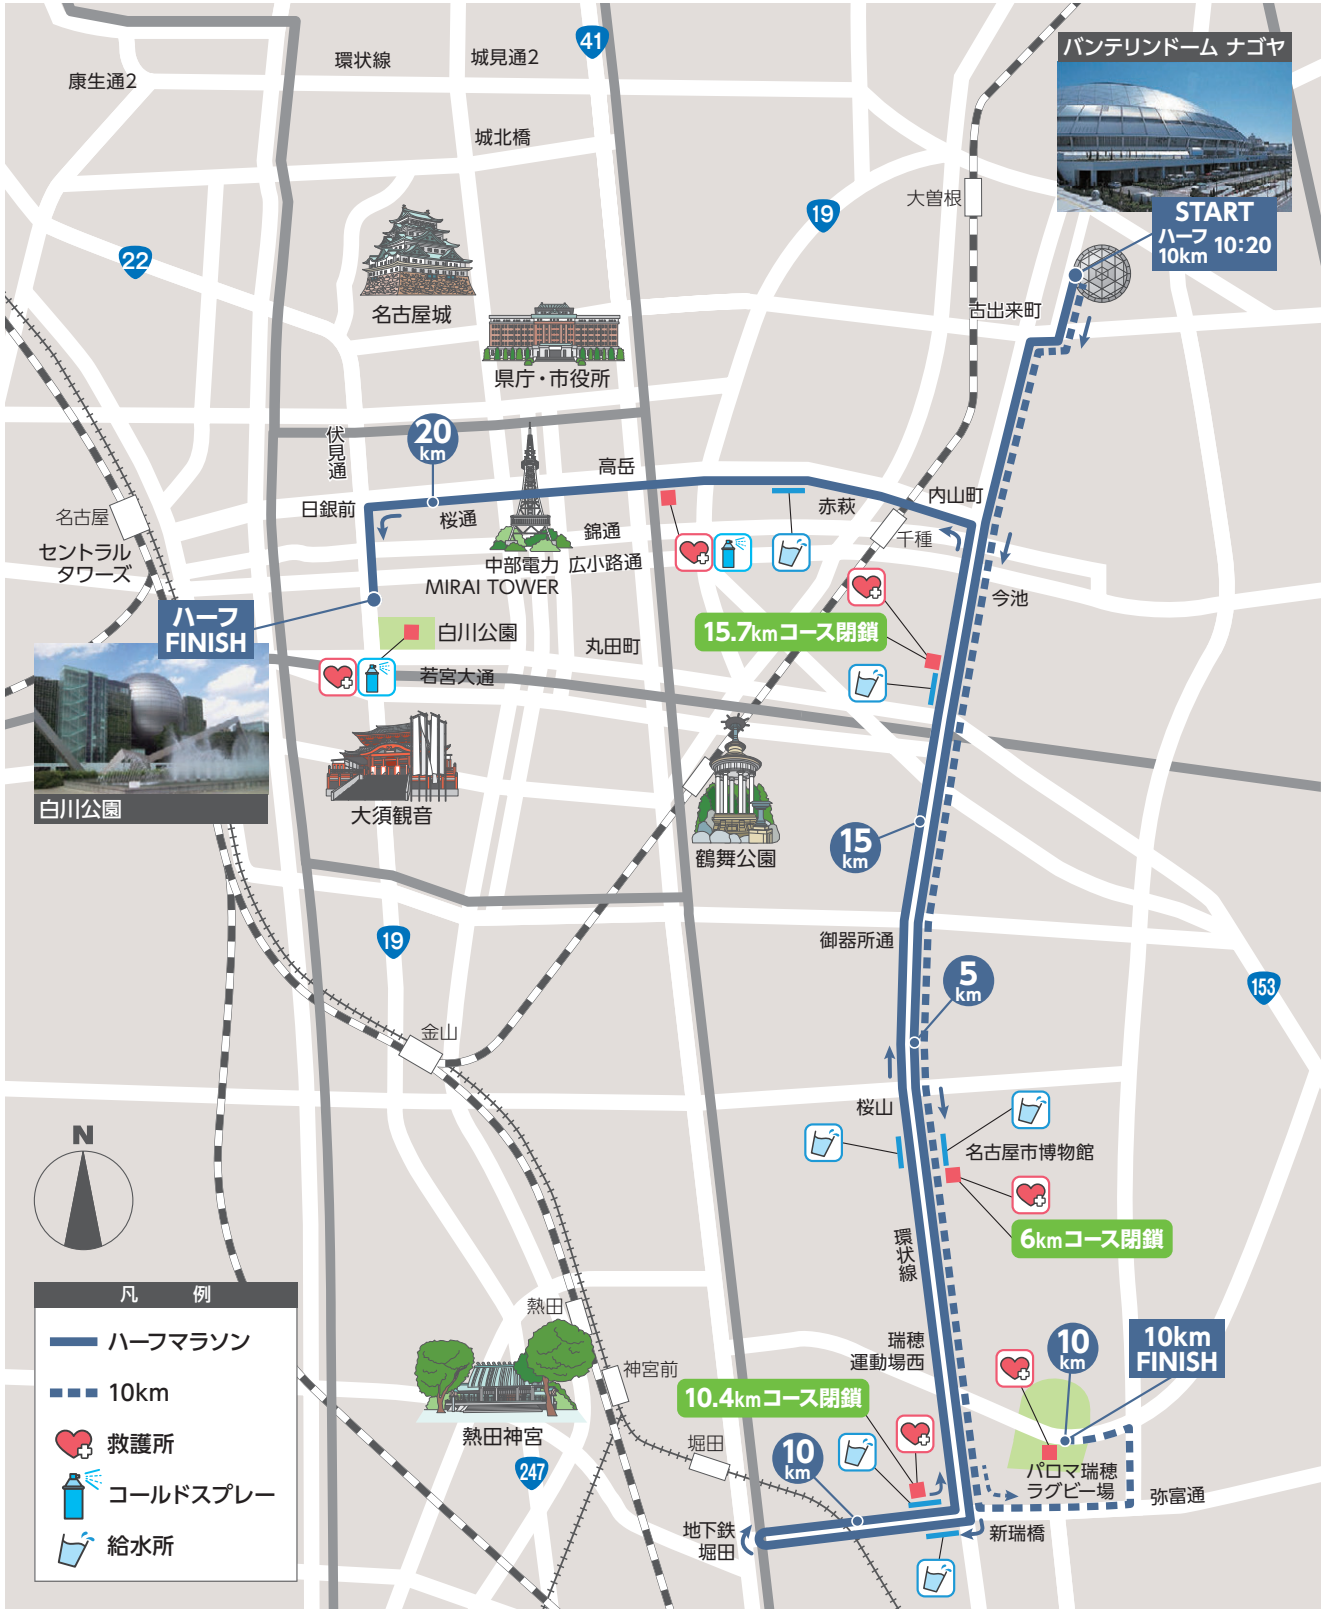 環状線
城見通2
41
康生通2
城北橋
バンテリンドーム ナゴヤ
大曽根
19
START
ハーフ
10km
10:20
22
名古屋城
古出来町
県庁・市役所
伏見通
20
km
高岳
日銀前
桜通
赤萩
内山町
名古屋
錦通
千種
セントラル
タワーズ
中部電力
MIRAI TOWER
広小路通
今池
ハーフ
FINISH
白川公園
15.7kmコース閉鎖
丸田町
若宮大通
白川公園
大須観音
鶴舞公園
15
km
19
御器所通
5
km
153
金山
桜山
名古屋市博物館
N
6kmコース閉鎖
環状線
凡 例
ハーフマラソン
10km
救護所
コールドスプレー
給水所
熱田
神宮前
熱田神宮
247
瑞穂
運動場西
10
km
10km
FINISH
10.4kmコース閉鎖
堀田
10
km
パロマ瑞穂
ラグビー場
弥富通
地下鉄
堀田
新瑞橋